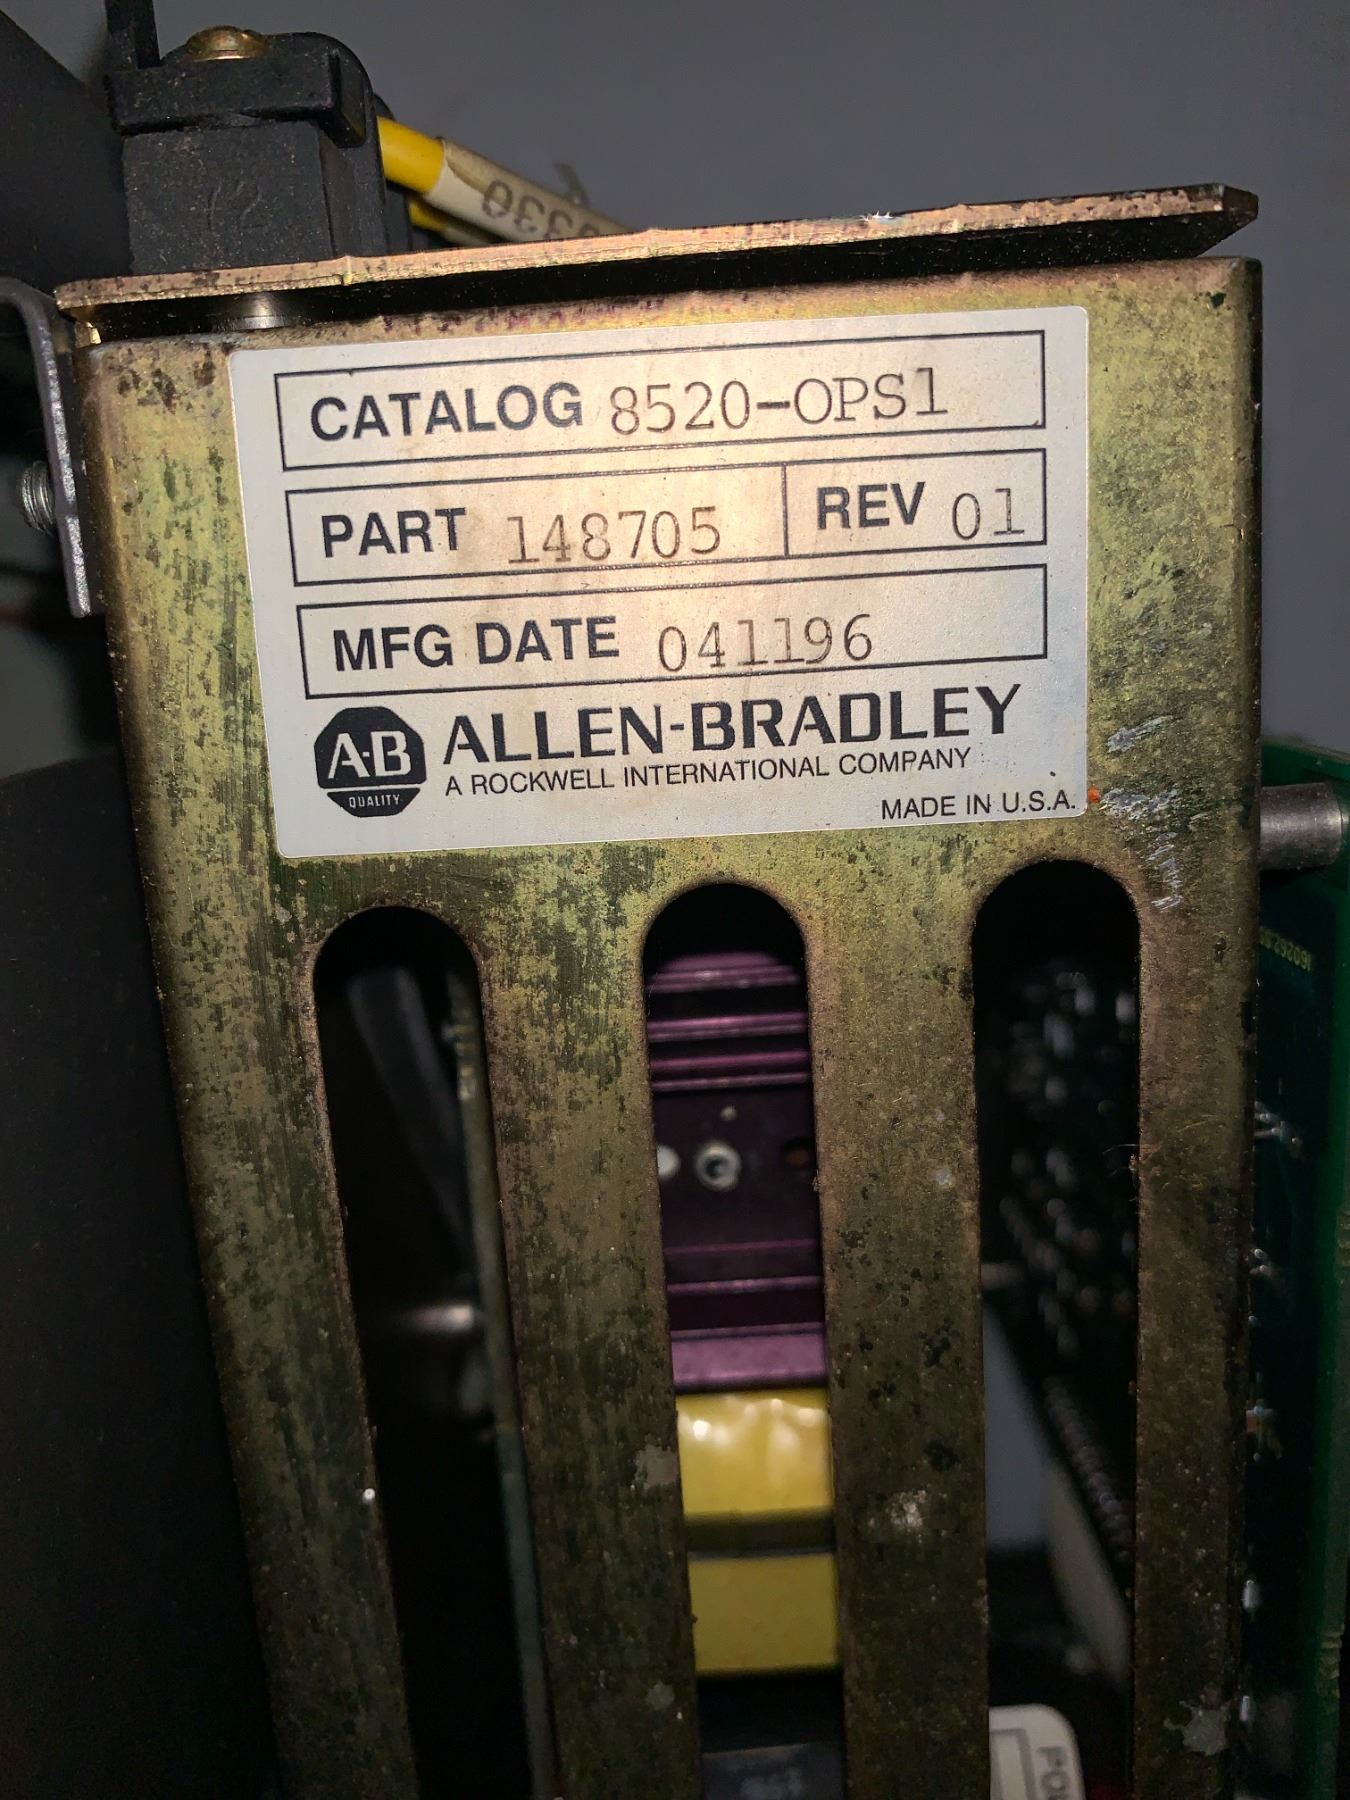 CATALOG 8520-OPS1
PART 148705 REV 01
MFG DATE 041196
A-B QUALITY
ALLEN-BRADLEY
A ROCKWELL INTERNATIONAL COMPANY
MADE IN U.S.A.